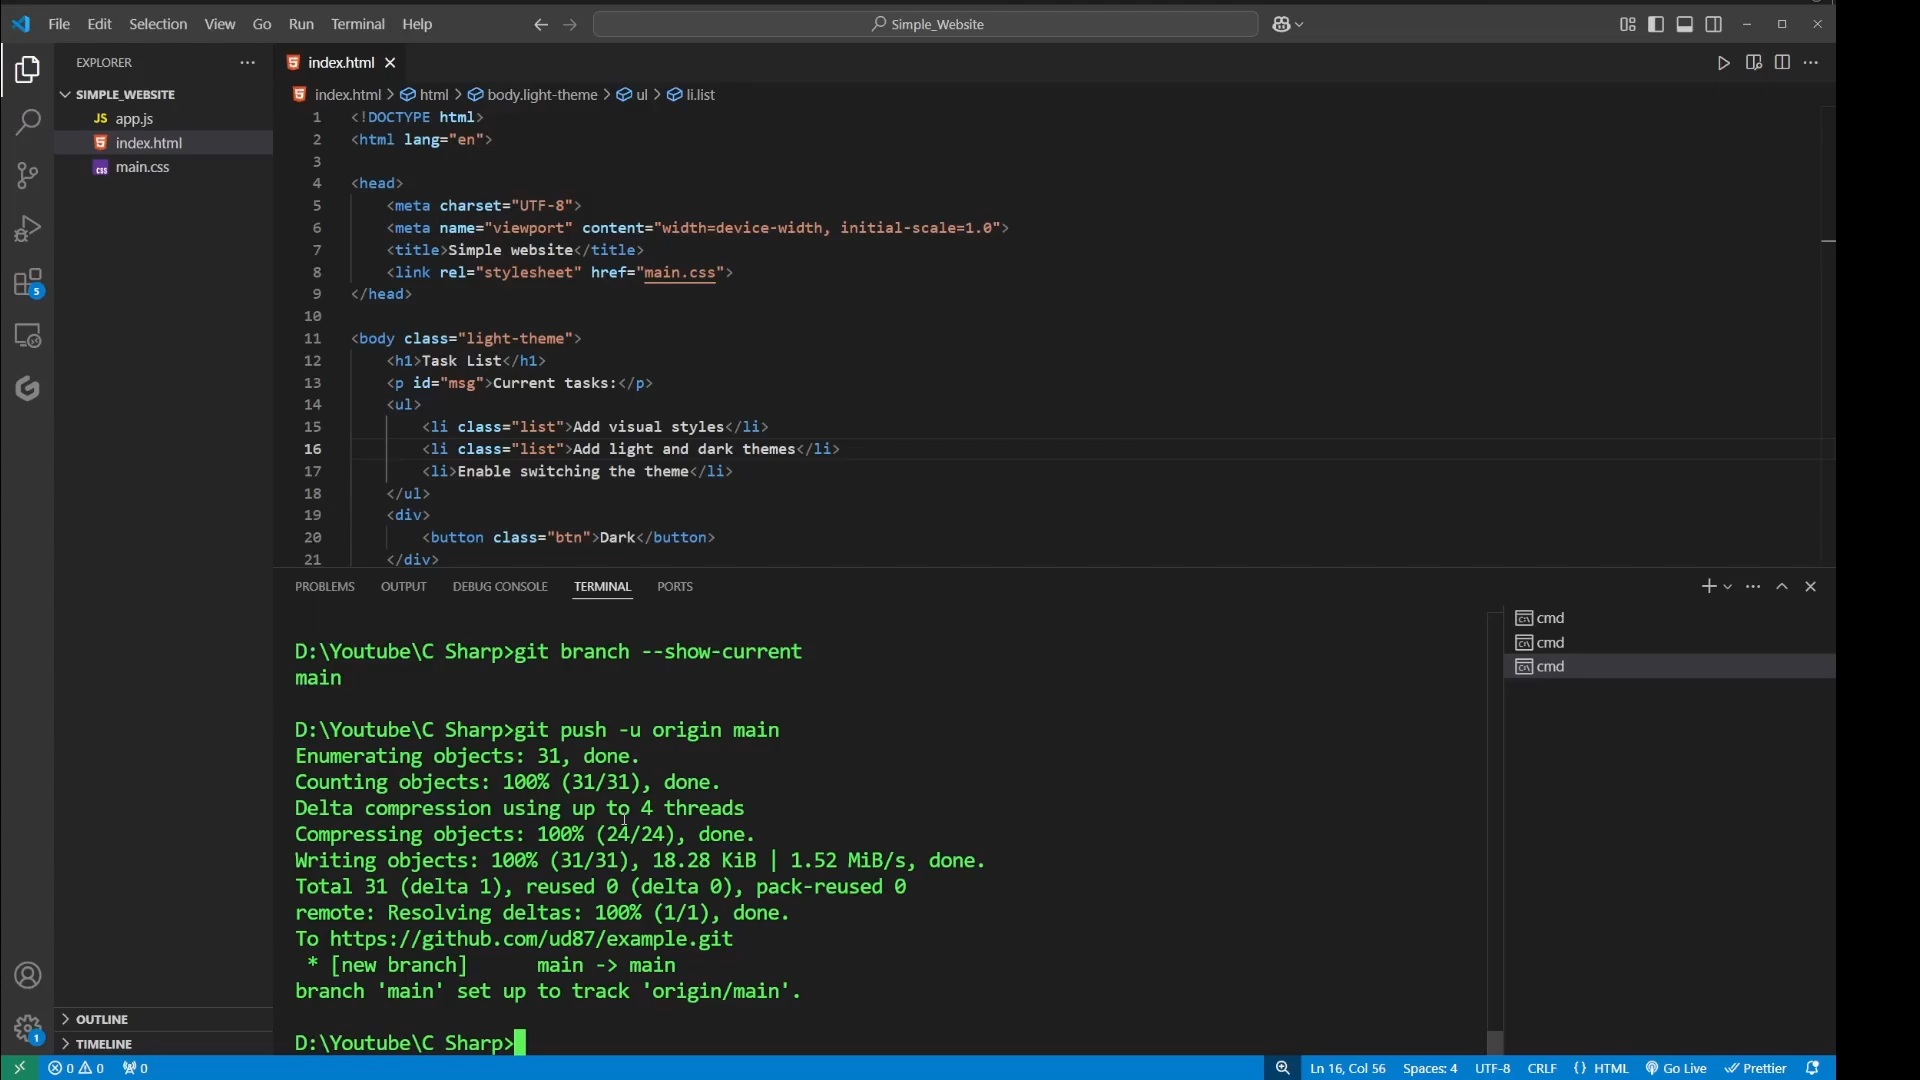 File Edit Selection View Go Run Terminal Help
Simple_Website
EXPLORER
SIMPLE_WEBSITE
JS app.js
index.html
css main.css
5
OUTLINE
TIMELINE
1
index.html
index.html > html > body.light-theme > ul > li.list
1 <!DOCTYPE html>
2 <html lang="en">
3
4 <head>
5 <meta charset="UTF-8">
6 <meta name="viewport" content="width=device-width, initial-scale=1.0">
7 <title>Simple website</title>
8 <link rel="stylesheet" href="main.css">
9 </head>
10
11 <body class="light-theme">
12 <h1>Task List</h1>
13 <p id="msg">Current tasks:</p>
14 <ul>
15 <li class="list">Add visual styles</li>
16 <li class="list">Add light and dark themes</li>
17 <li>Enable switching the theme</li>
18 </ul>
19 <div>
20 <button class="btn">Dark</button>
21 </div>
PROBLEMS OUTPUT DEBUG CONSOLE TERMINAL PORTS
D:\Youtube\C Sharp>git branch --show-current
main
D:\Youtube\C Sharp>git push -u origin main
Enumerating objects: 31, done.
Counting objects: 100% (31/31), done.
Delta compression using up to 4 threads
Compressing objects: 100% (24/24), done.
Writing objects: 100% (31/31), 18.28 KiB | 1.52 MiB/s, done.
Total 31 (delta 1), reused 0 (delta 0), pack-reused 0
remote: Resolving deltas: 100% (1/1), done.
To https://github.com/ud87/example.git
* [new branch] main -> main
branch 'main' set up to track 'origin/main'.
D:\Youtube\C Sharp>
cmd
cmd
cmd
0 0 0 Ln 16, Col 56 Spaces: 4 UTF-8 CRLF {} HTML Go Live Prettier